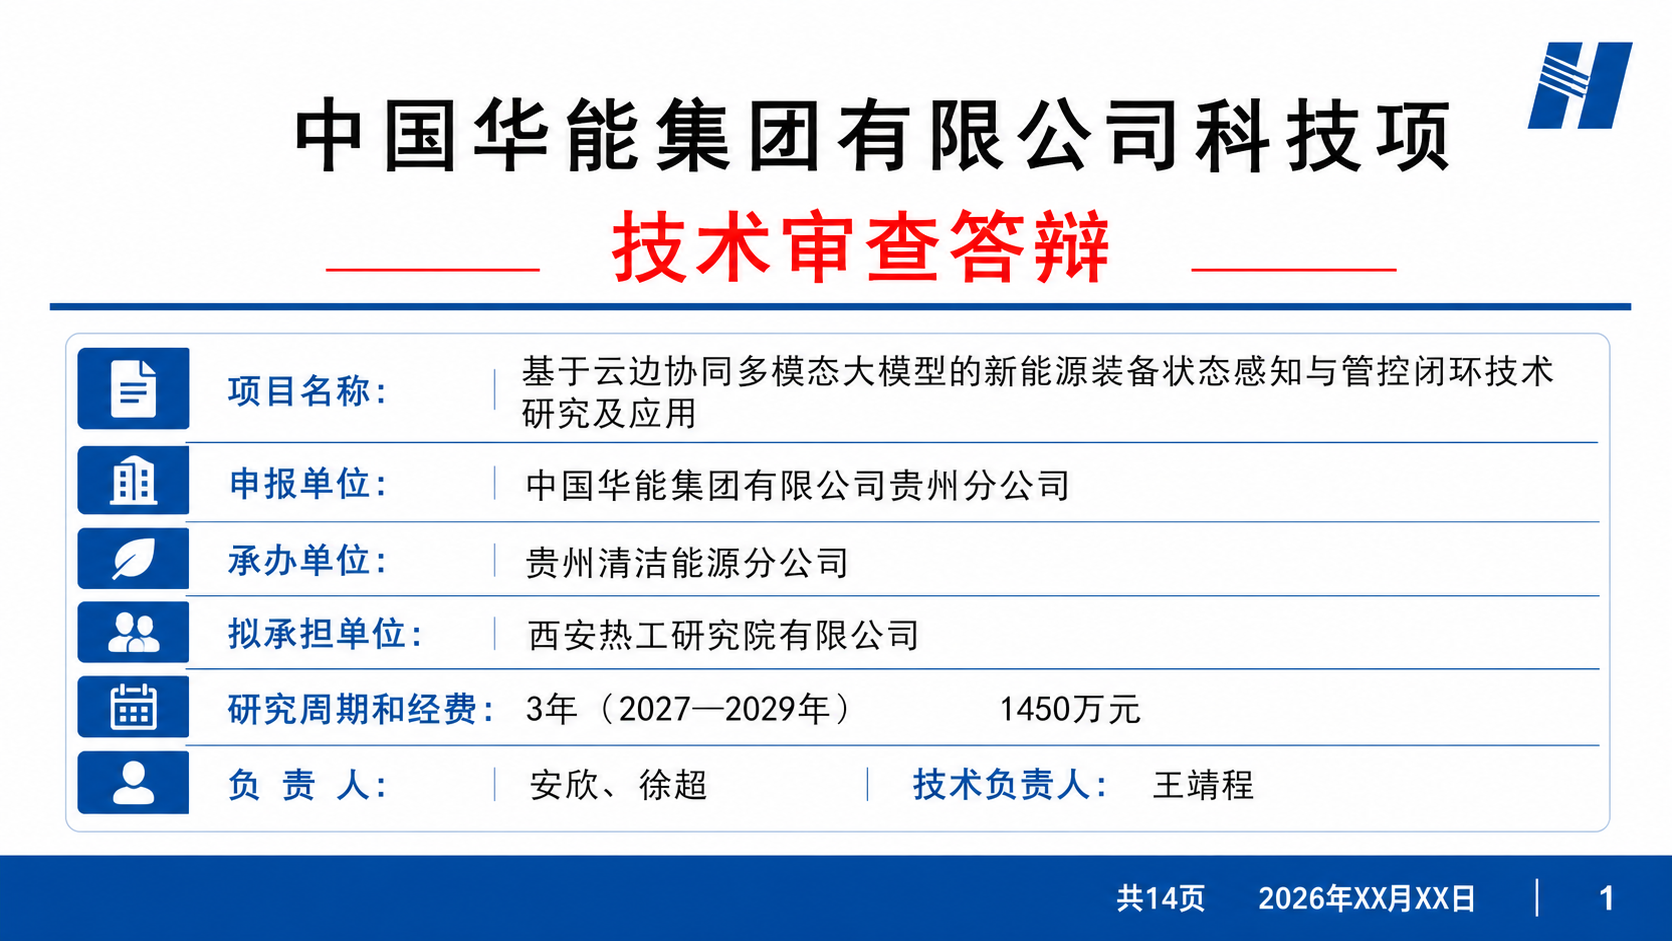 中国华能集团有限公司科技项
技术审查答辩
项目名称：
基于云边协同多模态大模型的新能源装备状态感知与管控闭环技术
研究及应用
申报单位：
中国华能集团有限公司贵州分公司
承办单位：
贵州清洁能源分公司
拟承担单位：
西安热工研究院有限公司
研究周期和经费：
3年（2027—2029年） 1450万元
负 责 人：
安欣、徐超
技术负责人：
王靖程
共14页 2026年XX月XX日 1